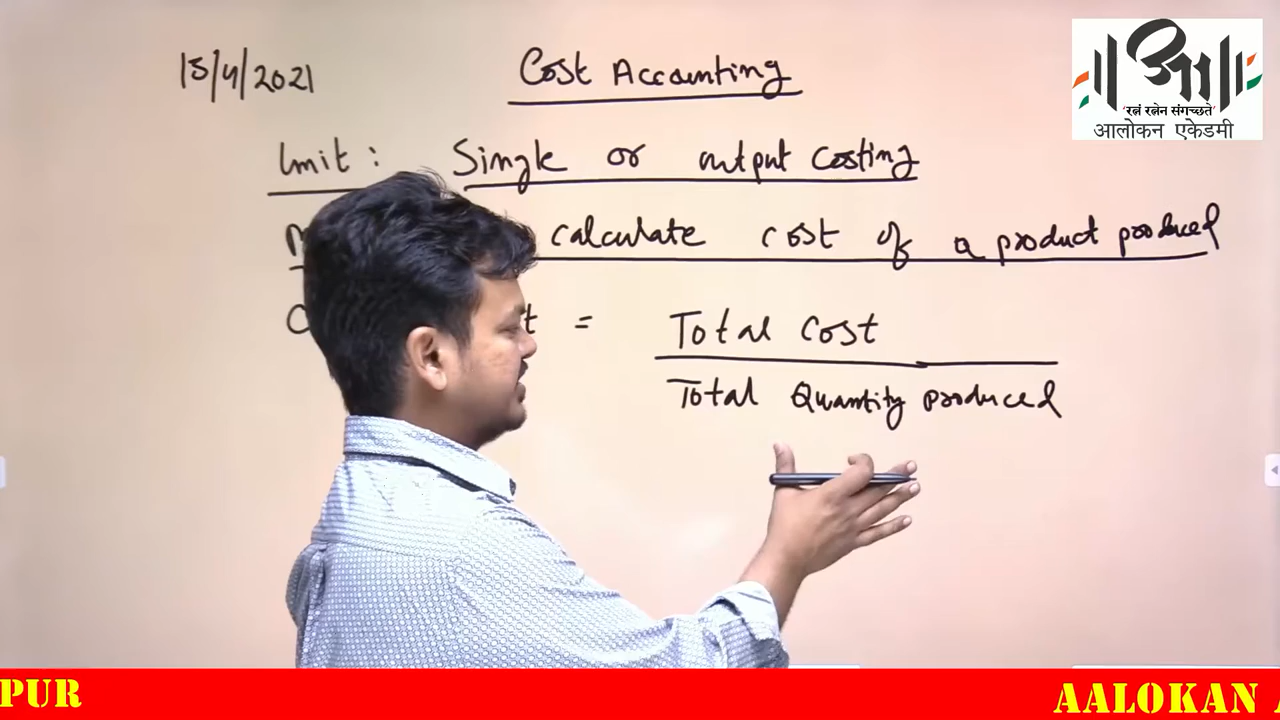 15/4/2021
Cost Accounting
Unit : Single or output costing
calculate cost of a product produced
= Total Cost
Total Quantity produced
'रत्नं रत्नेन संगच्छते'
आलोकन एकेडमी
PUR
AALOKAN